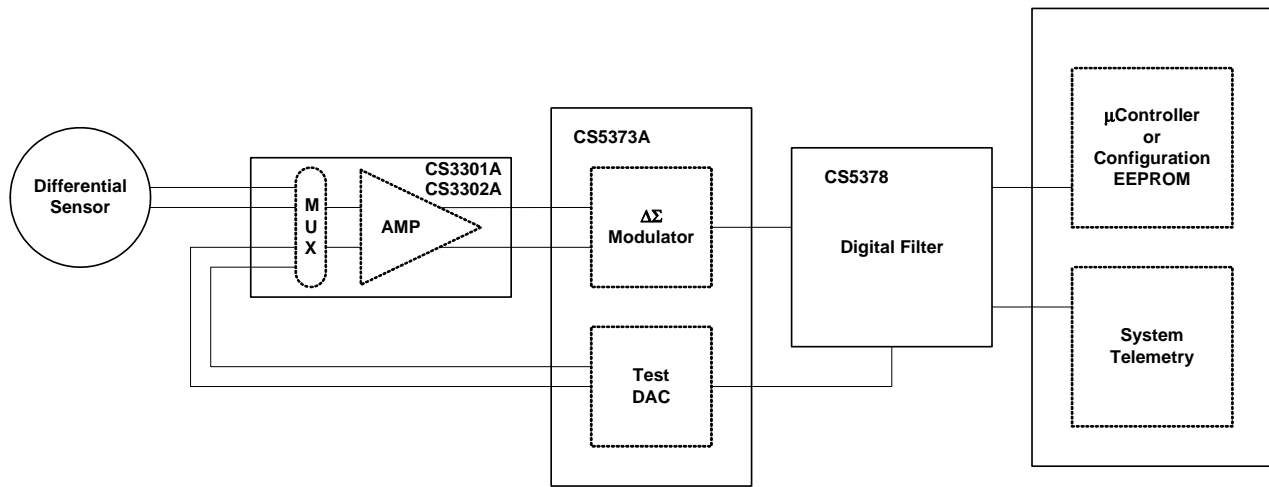 Differential
Sensor
CS3301A
CS3302A
M
U
X
AMP
CS5373A
ΔΣ
Modulator
Test
DAC
CS5378
Digital Filter
μController
or
Configuration
EEPROM
System
Telemetry